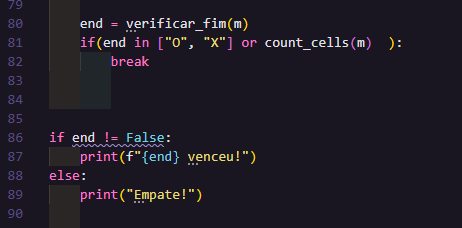 79
80 end = verificar_fim(m)
81 if(end in ["O", "X"] or count_cells(m)  ):
82 break
83
84
85
86 if end != False:
87 print(f"{end} venceu!")
88 else:
89 print("Empate!")
90